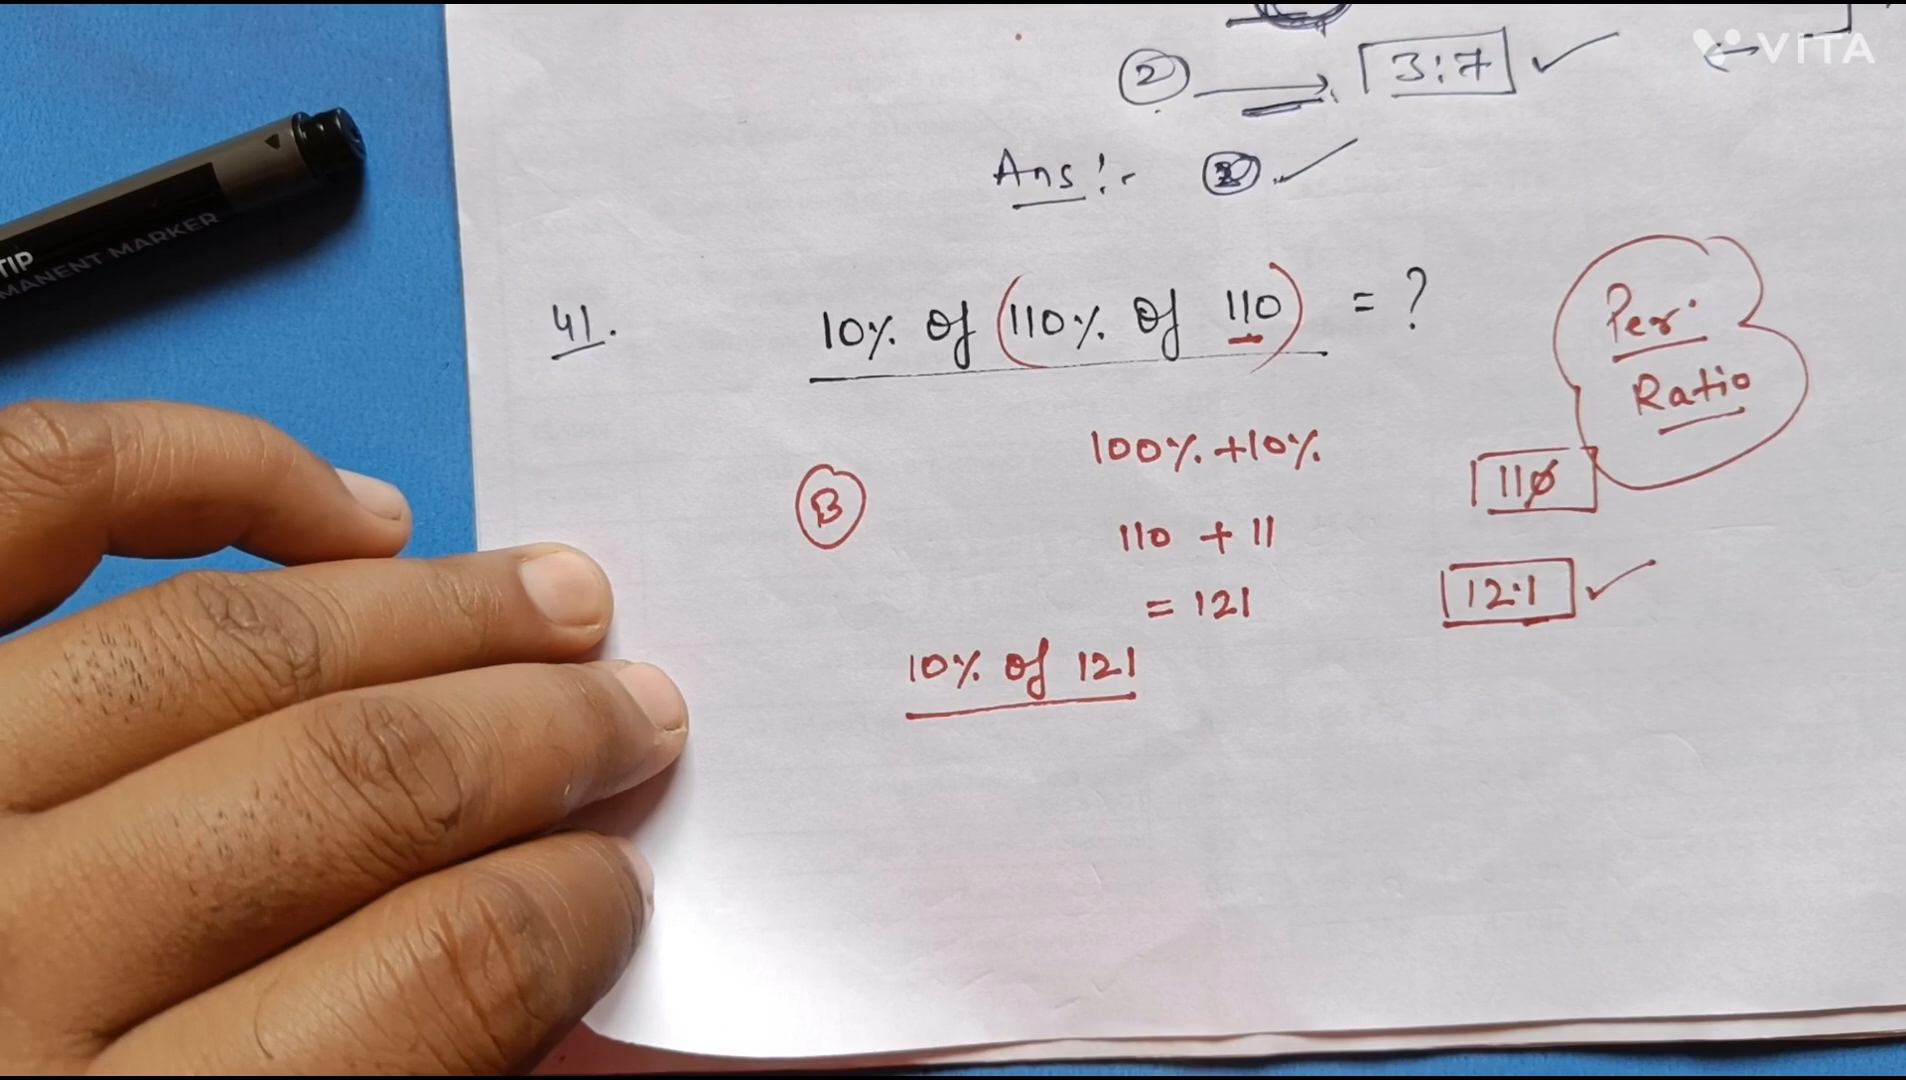 VITA
2 → 3:7 ✓
Ans:-
TIP
MANENT MARKER
41. 10% of (110% of 110) = ?
Per.
Ratio
100% + 10%
110
B
110 + 11
= 121
12.1 ✓
10% of 121